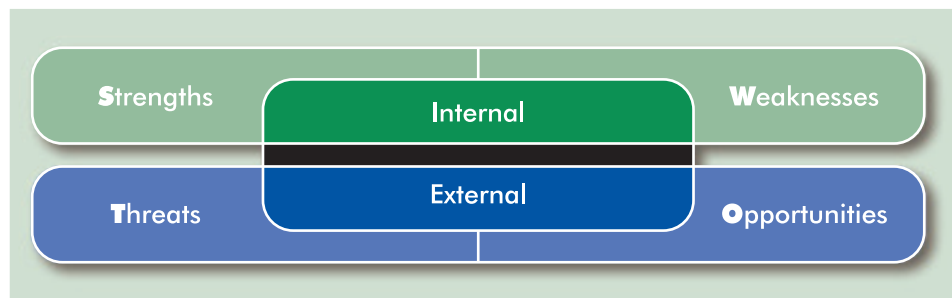 Strengths
Internal
Weaknesses
Threats
External
Opportunities